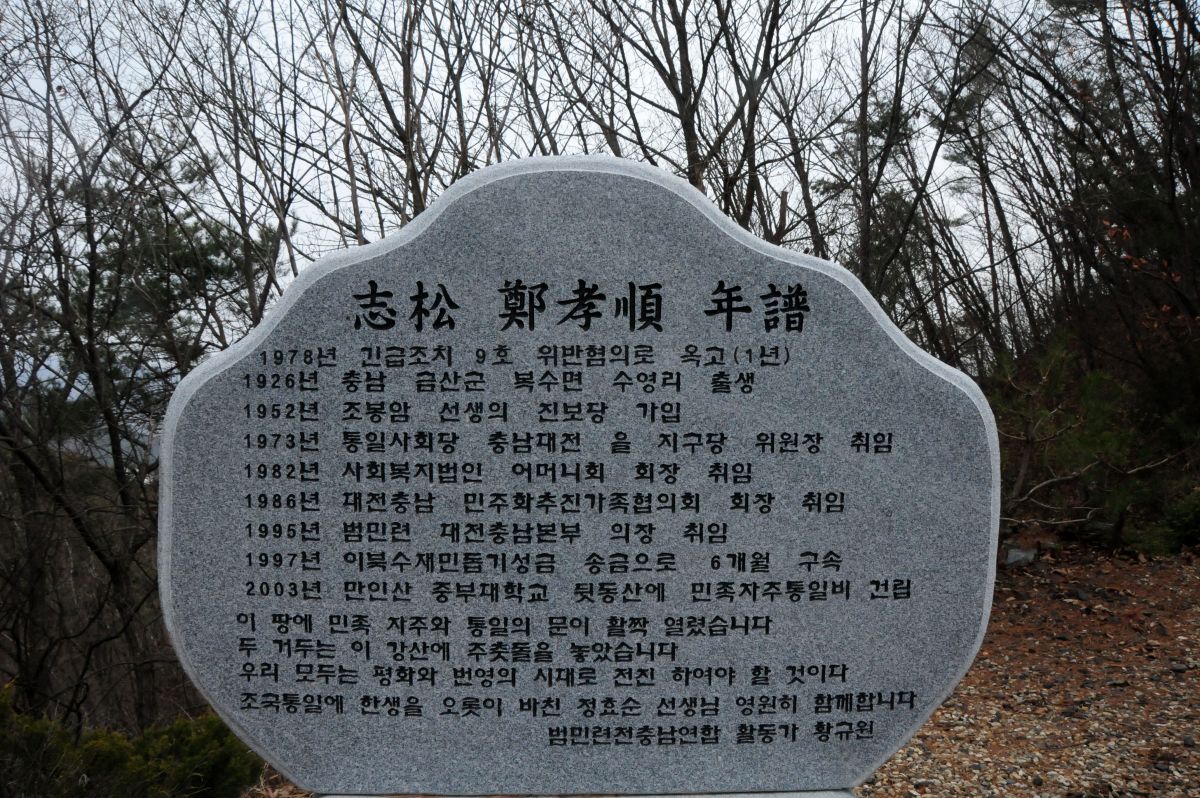 志松 鄭孝順 年譜
1978년 긴급조치 9호 위반혐의로 옥고(1년)
1926년 충남 금산군 복수면 수영리 출생
1952년 조봉암 선생의 진보당 가입
1973년 통일사회당 충남대전 을 지구당 위원장 취임
1982년 사회복지법인 어머니회 회장 취임
1986년 대전충남 민주화추진가족협의회 회장 취임
1995년 범민련 대전충남본부 의장 취임
1997년 이북수재민돕기성금 송금으로 6개월 구속
2003년 만인산 중부대학교 뒷동산에 민족자주통일비 건립
이 땅에 민족 자주와 통일의 문이 활짝 열렸습니다
두 거두는 이 강산에 주춧돌을 놓았습니다
우리 모두는 평화와 번영의 시대로 전진 하여야 할 것이다
조국통일에 한생을 오롯이 바친 정효순 선생님 영원히 함께합니다
범민련전충남연합 활동가 황규원